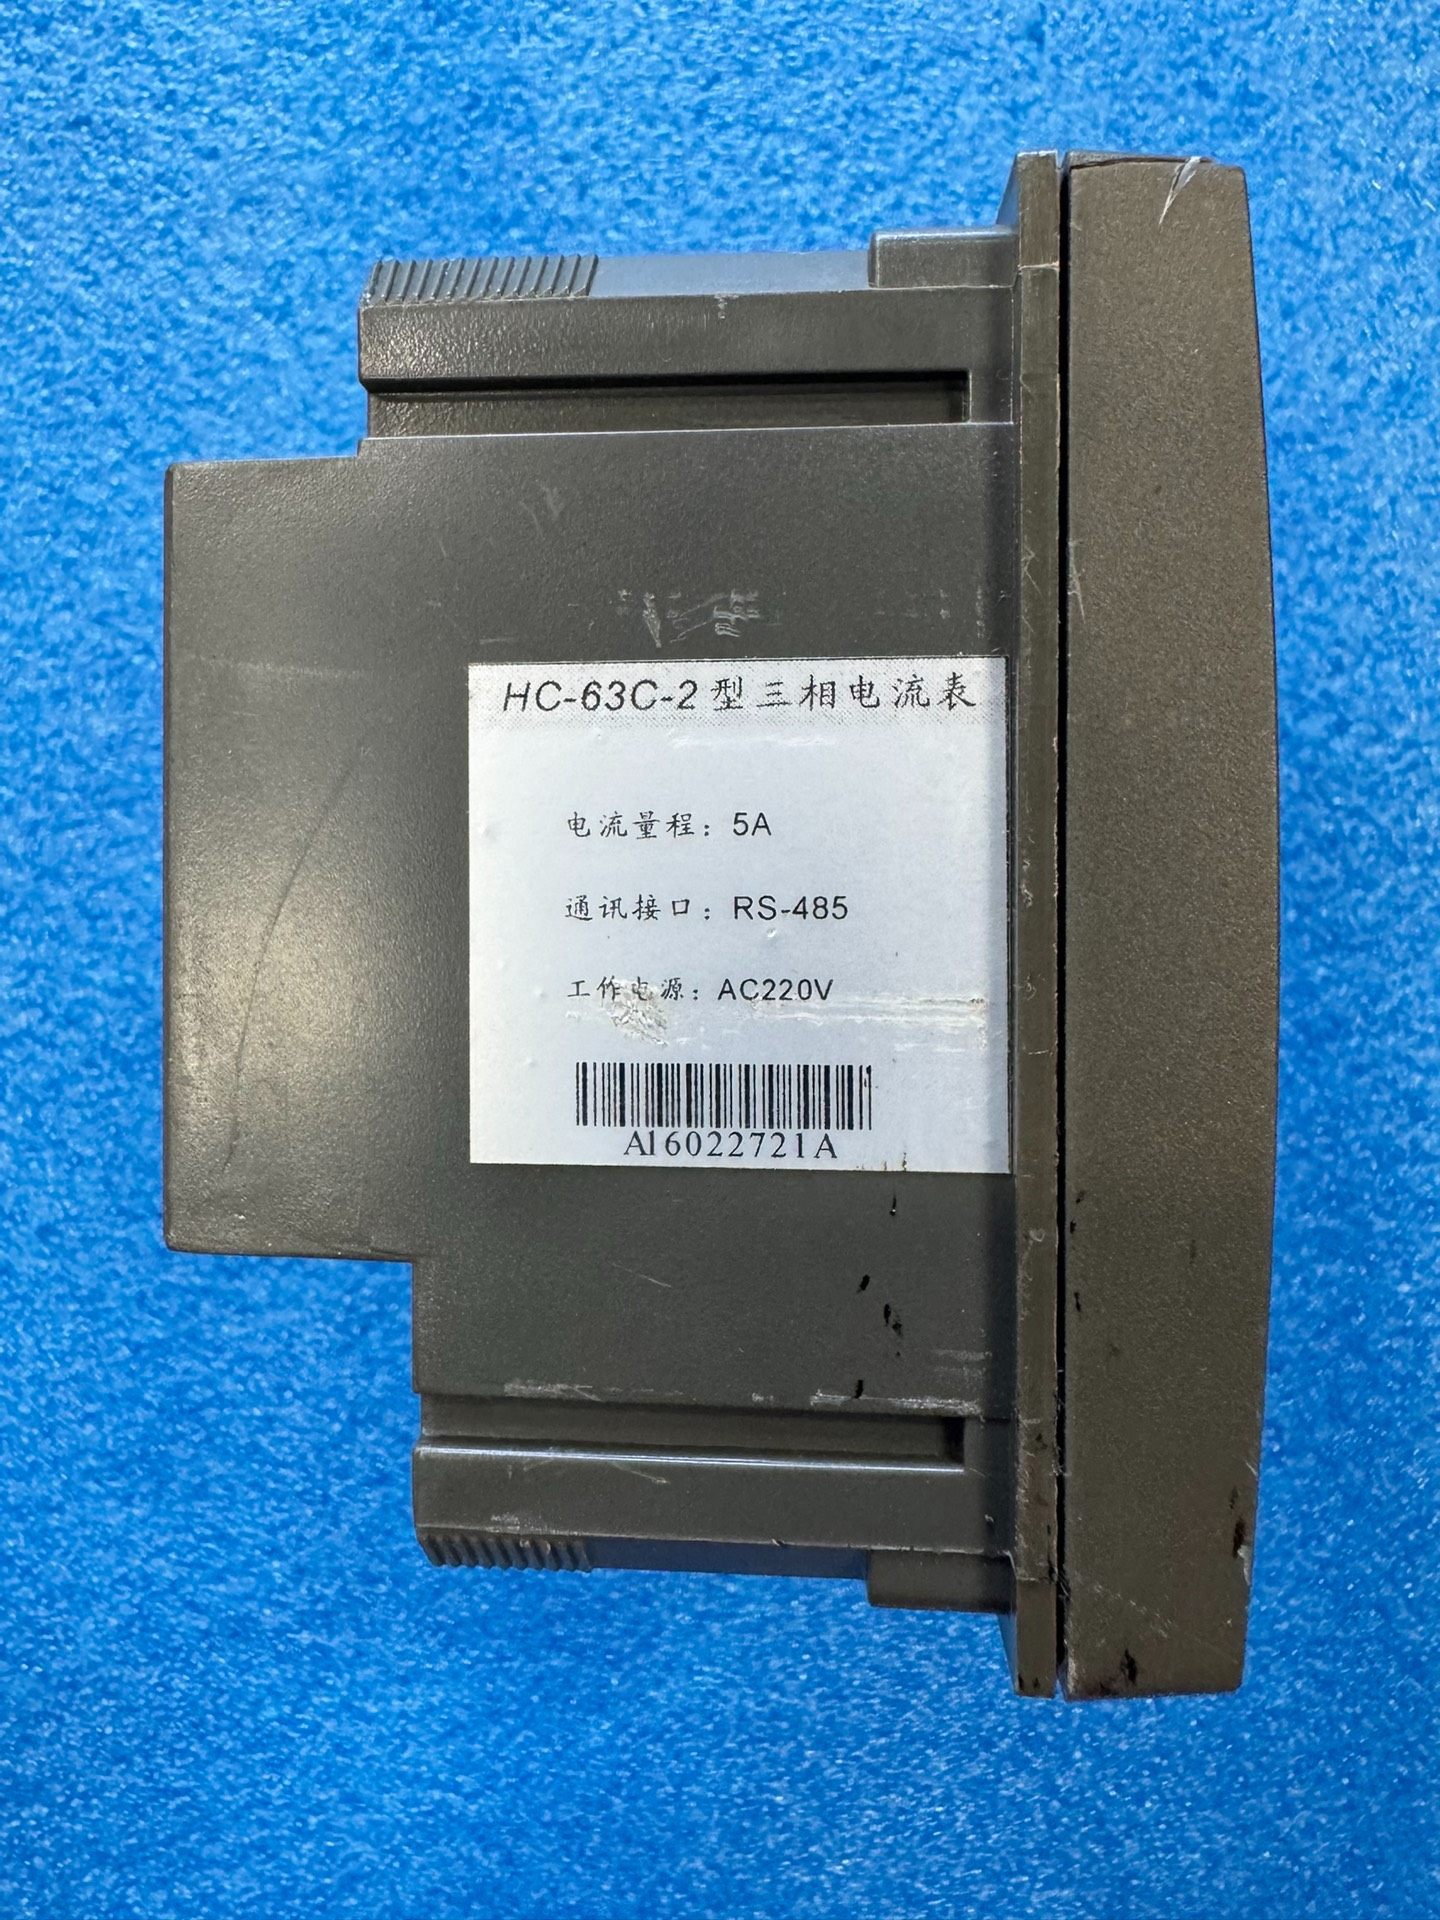 HC-63C-2型三相电流表
电流量程：5A
通讯接口：RS-485
工作电源：AC220V
A16022721A